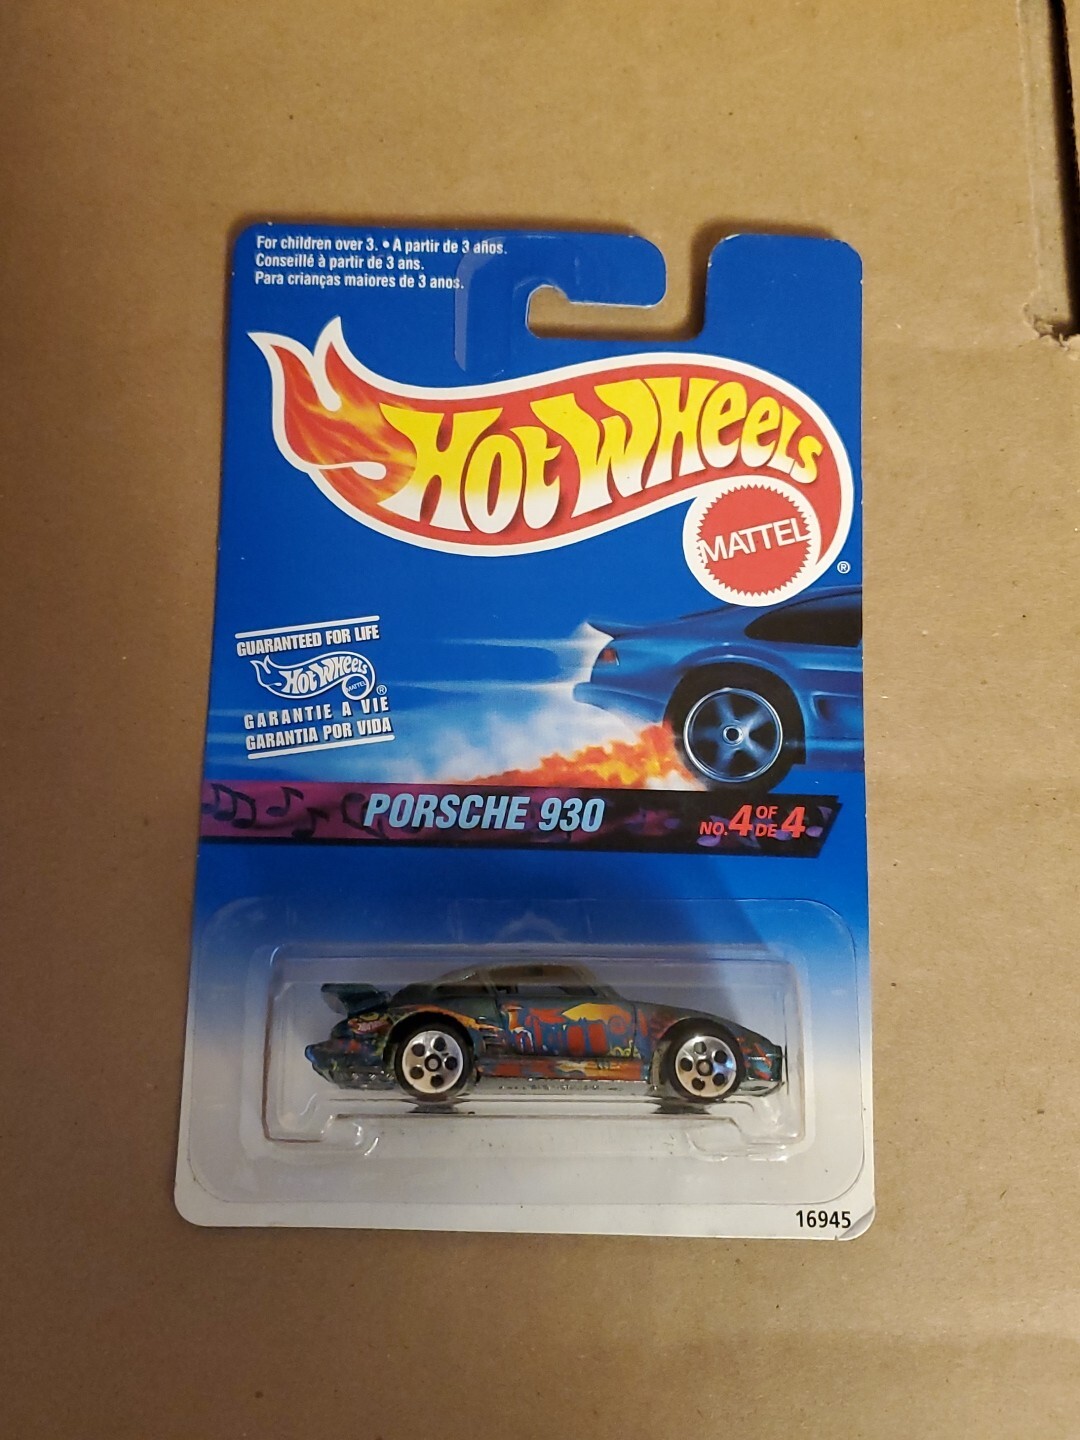 For children over 3. • A partir de 3 años.
Conseillé à partir de 3 ans.
Para crianças maiores de 3 anos.
HOT WHEELS
MATTEL
®
GUARANTEED FOR LIFE
HOT WHEELS
MATTEL
®
GARANTIE A VIE
GARANTIA POR VIDA
PORSCHE 930
NO. 4 OF
DE 4
16945